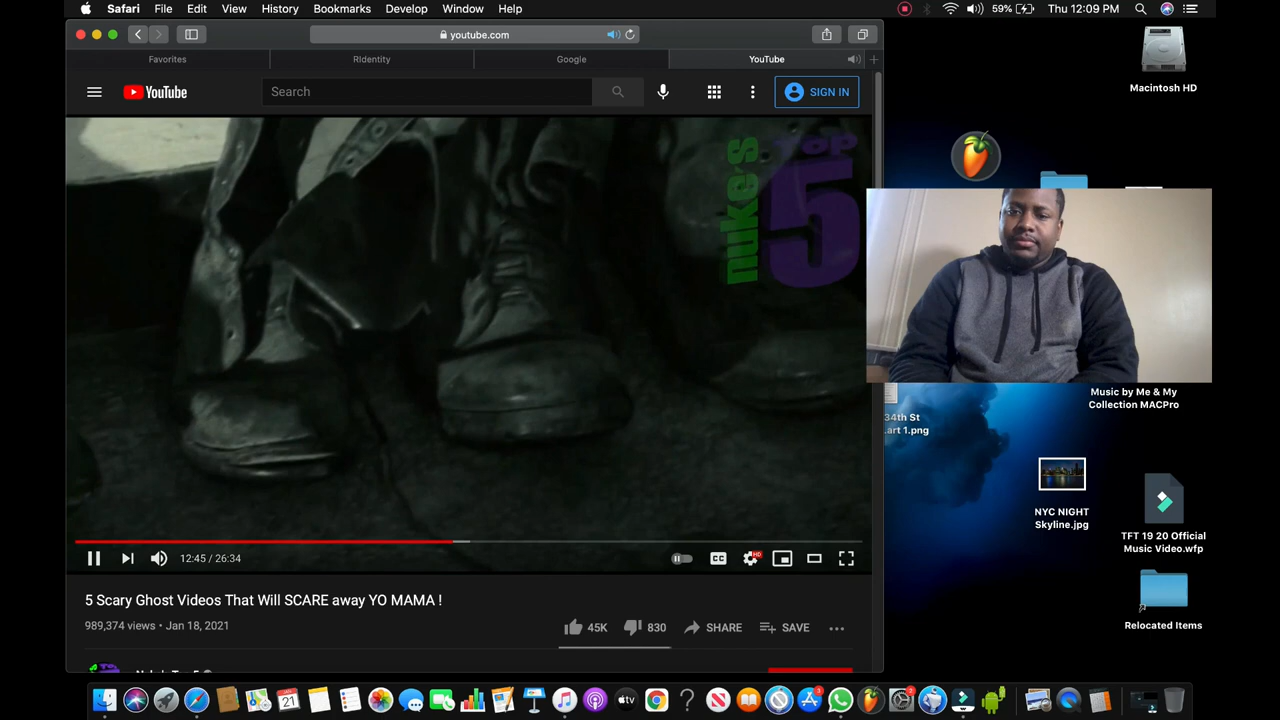 Safari File Edit View History Bookmarks Develop Window Help 59% Thu 12:09 PM
youtube.com
Favorites RIdentity Google YouTube
YouTube Search SIGN IN
Macintosh HD
nuke's
Top
5
Music by Me & My
Collection MACPro
34th St
.art 1.png
NYC NIGHT
Skyline.jpg
TFT 19 20 Official
Music Video.wfp
12:45 / 26:34 CC HD
5 Scary Ghost Videos That Will SCARE away YO MAMA !
989,374 views • Jan 18, 2021
45K 830 SHARE SAVE
Relocated Items